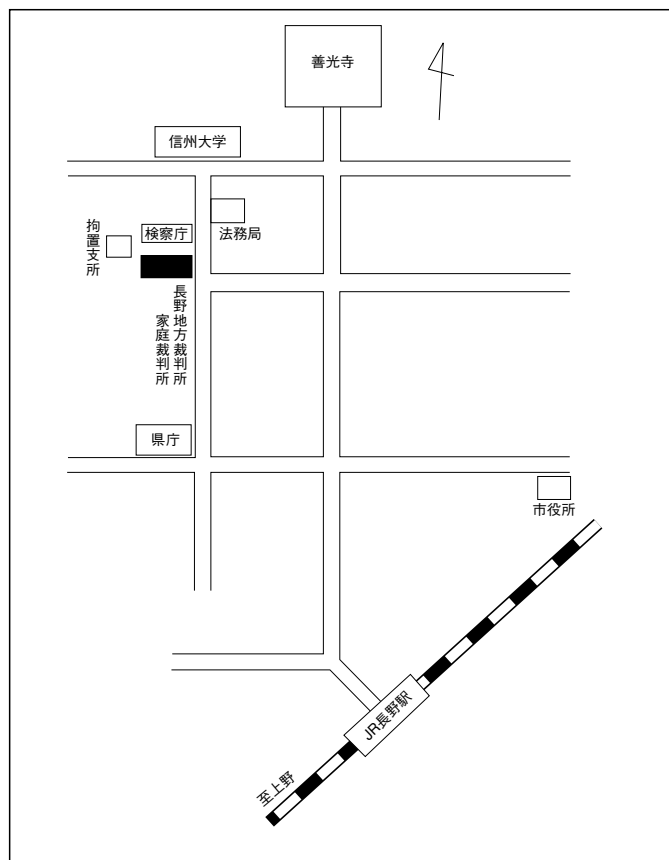 善光寺
信州大学
法務局
検察庁
拘置支所
長野地方裁判所
家庭裁判所
県庁
市役所
JR長野駅
至上野